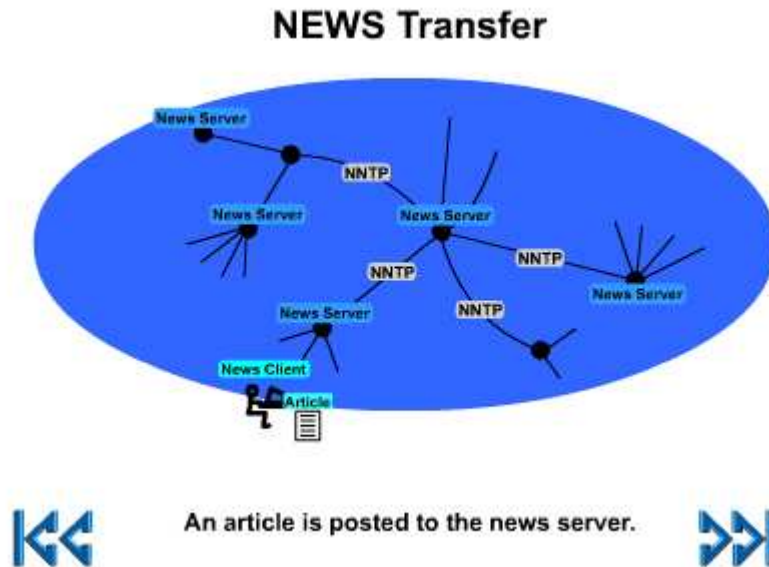 NEWS Transfer
News Server
NNTP
News Server
News Server
NNTP
NNTP
News Server
News Server
NNTP
News Client
Article
An article is posted to the news server.